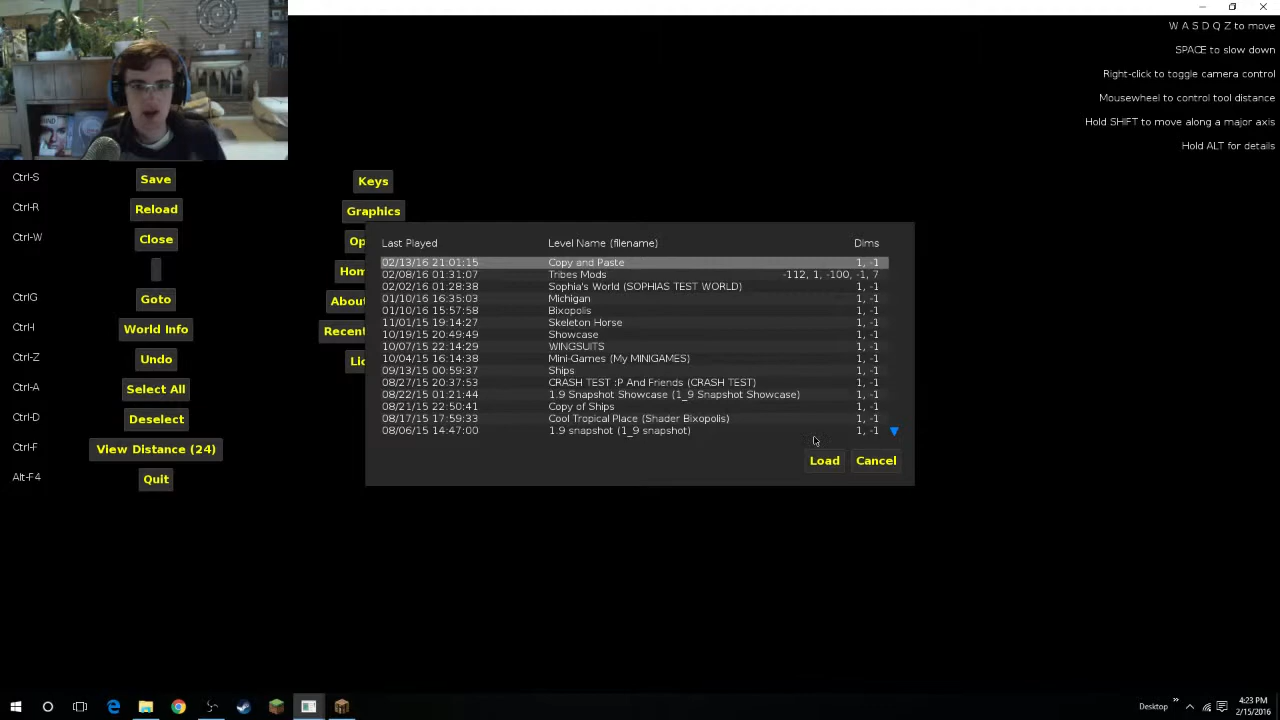 W A S D Q Z to move
SPACE to slow down
Right-click to toggle camera control
Mousewheel to control tool distance
Hold SHIFT to move along a major axis
Hold ALT for details
Ctrl-S Save Keys
Ctrl-R Reload Graphics
Ctrl-W Close Op
Hom
CtrlG Goto About
Ctrl-I World Info Recent
Ctrl-Z Undo Lic
Ctrl-A Select All
Ctrl-D Deselect
Ctrl-F View Distance (24)
Alt-F4 Quit
Last Played Level Name (filename) Dims
02/13/16 21:01:15 Copy and Paste 1, -1
02/08/16 01:31:07 Tribes Mods -112, 1, -100, -1, 7
02/02/16 01:28:38 Sophia's World (SOPHIAS TEST WORLD) 1, -1
01/10/16 16:35:03 Michigan 1, -1
01/10/16 15:57:58 Bixopolis 1, -1
11/01/15 19:14:27 Skeleton Horse 1, -1
10/19/15 20:49:49 Showcase 1, -1
10/07/15 22:14:29 WINGSUITS 1, -1
10/04/15 16:14:38 Mini-Games (My MINIGAMES) 1, -1
09/13/15 00:59:37 Ships 1, -1
08/27/15 20:37:53 CRASH TEST :P And Friends (CRASH TEST) 1, -1
08/22/15 01:21:44 1.9 Snapshot Showcase (1_9 Snapshot Showcase) 1, -1
08/21/15 22:50:41 Copy of Ships 1, -1
08/17/15 17:59:33 Cool Tropical Place (Shader Bixopolis) 1, -1
08/06/15 14:47:00 1.9 snapshot (1_9 snapshot) 1, -1
Load Cancel
Desktop
4:23 PM
2/15/2016